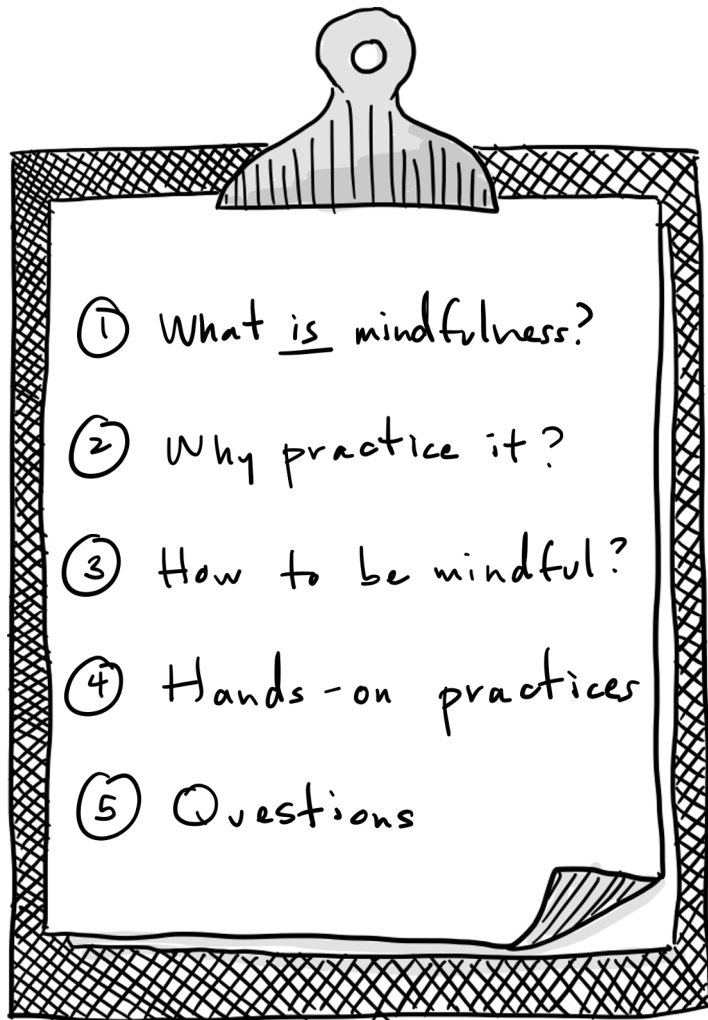 ① What is mindfulness?
② Why practice it?
③ How to be mindful?
④ Hands-on practices
⑤ Questions